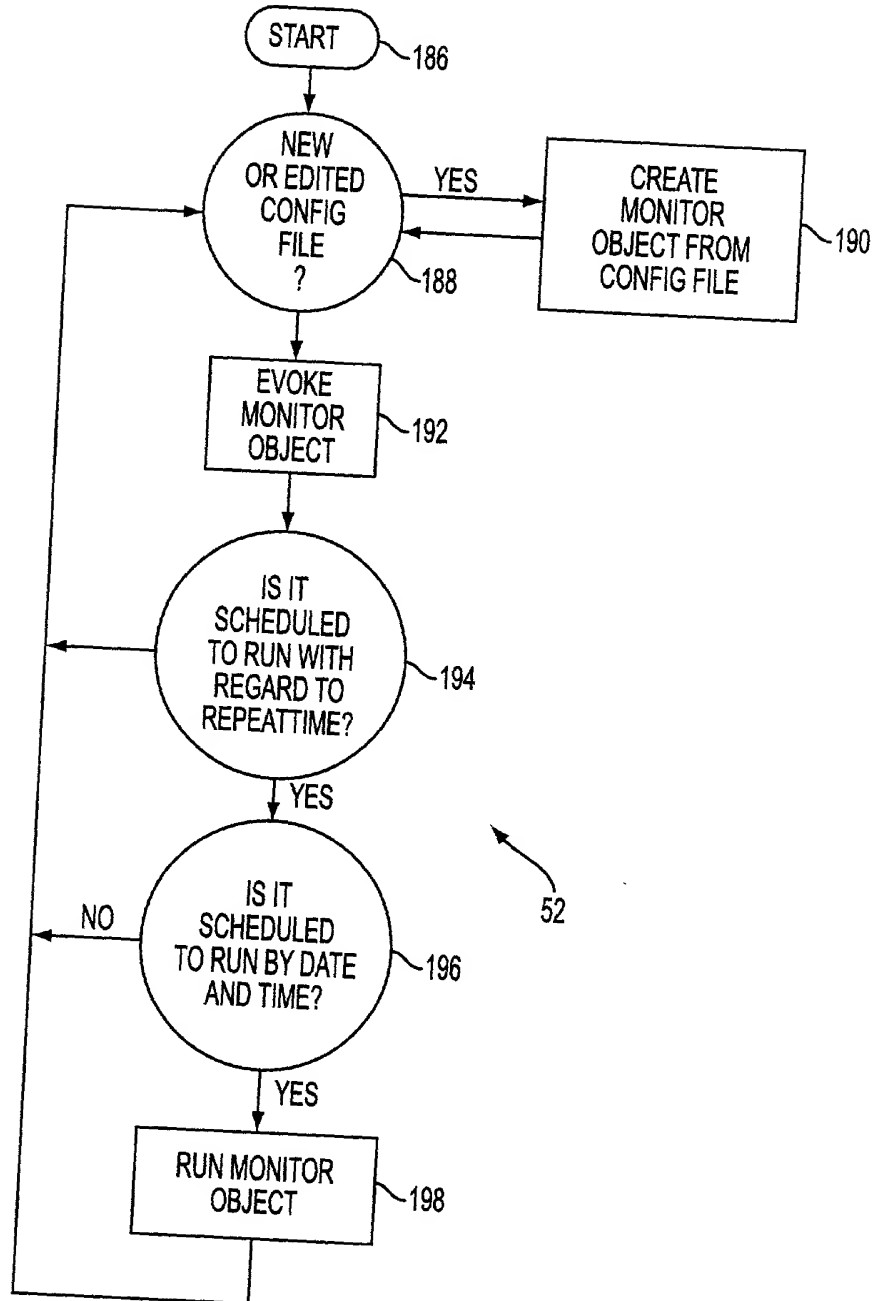 START
186
NEW
OR EDITED
CONFIG
FILE
?
188
YES
CREATE
MONITOR
OBJECT FROM
CONFIG FILE
190
EVOKE
MONITOR
OBJECT
192
IS IT
SCHEDULED
TO RUN WITH
REGARD TO
REPEATTIME?
194
YES
IS IT
SCHEDULED
TO RUN BY DATE
AND TIME?
196
NO
52
YES
RUN MONITOR
OBJECT
198